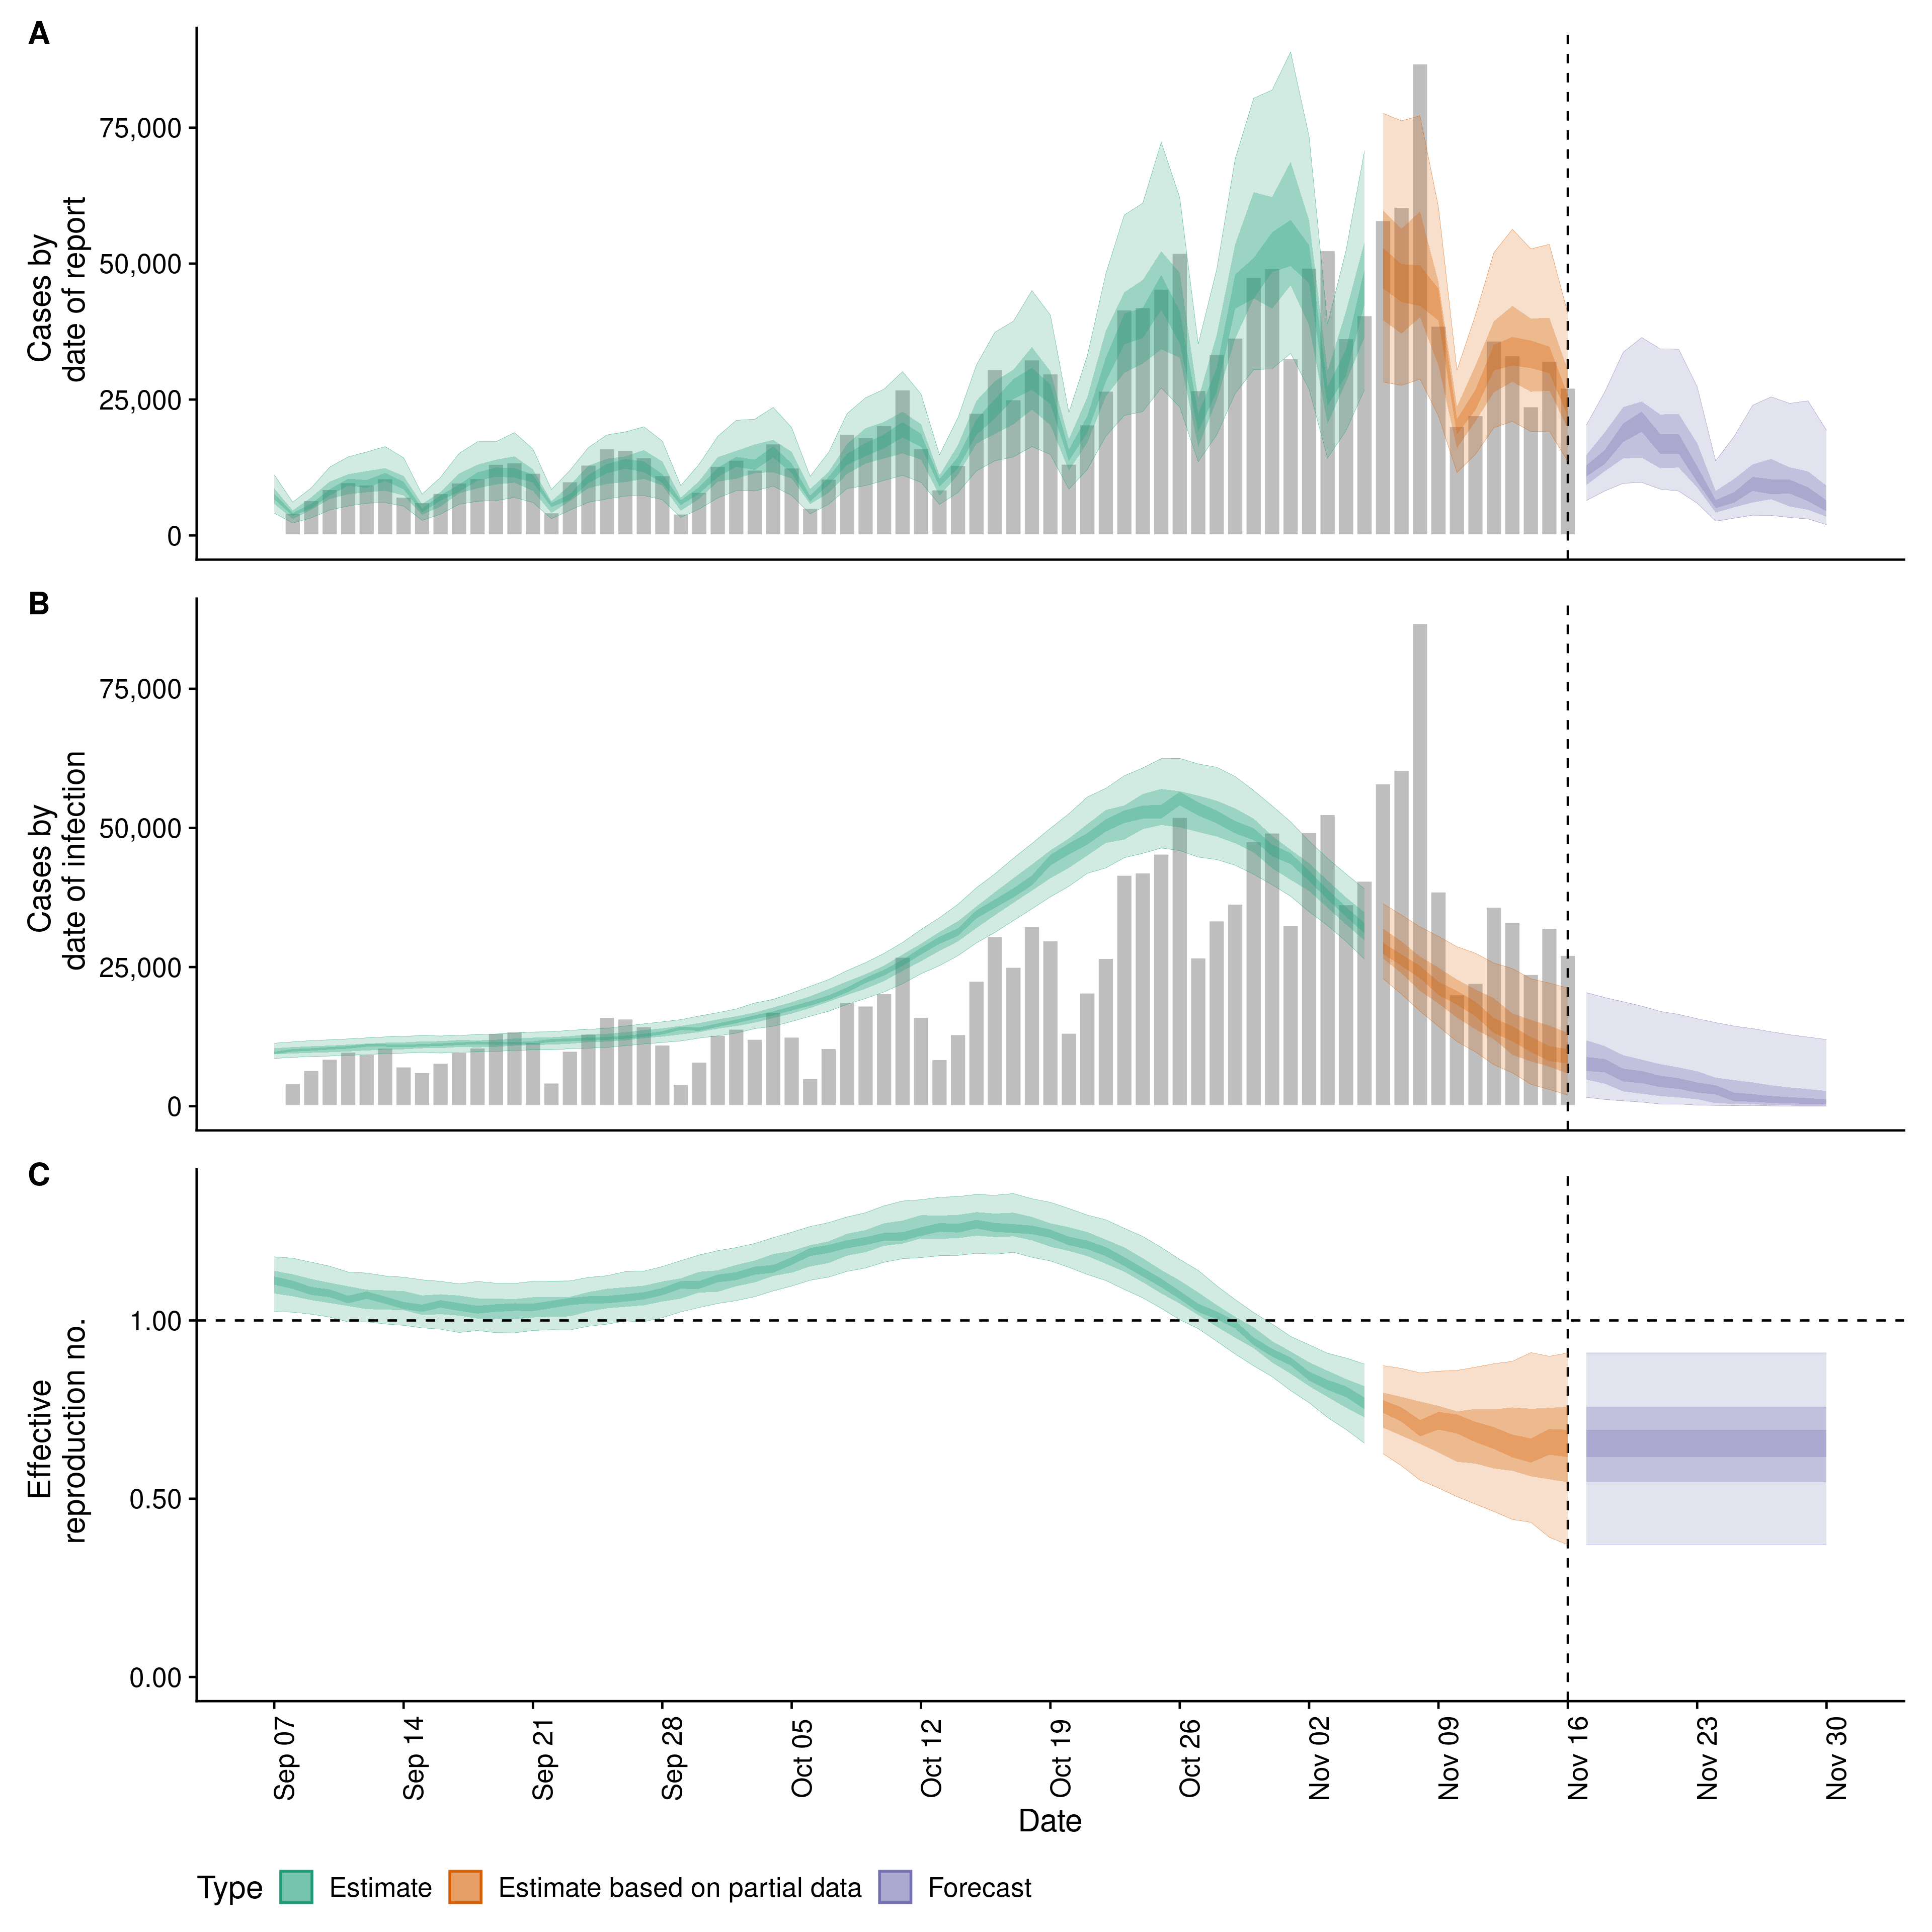 A
75,000
50,000
25,000
0
Cases by
date of report
B
75,000
50,000
25,000
0
Cases by
date of infection
C
1.00
0.50
0.00
Effective
reproduction no.
Sep 07
Sep 14
Sep 21
Sep 28
Oct 05
Oct 12
Oct 19
Oct 26
Nov 02
Nov 09
Nov 16
Nov 23
Nov 30
Date
Type Estimate Estimate based on partial data Forecast